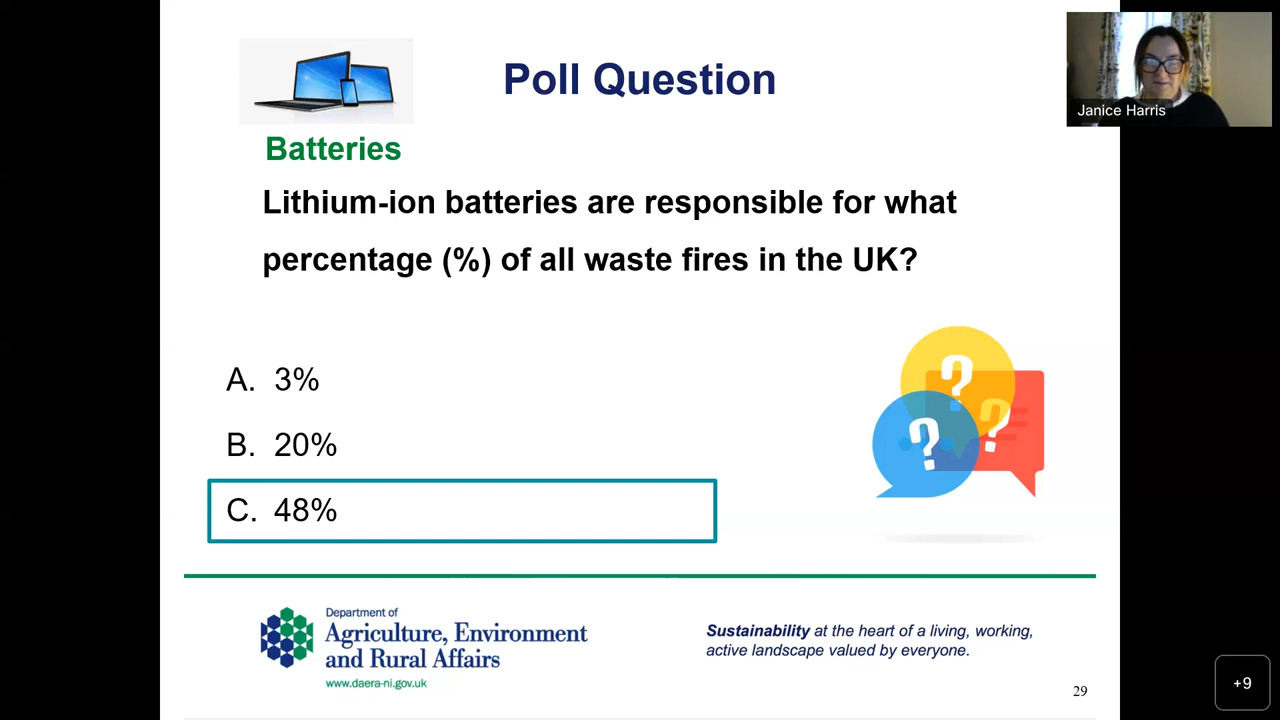 Poll Question
Janice Harris
Batteries
Lithium-ion batteries are responsible for what
percentage (%) of all waste fires in the UK?
A. 3%
B. 20%
C. 48%
? ? ?
Department of
Agriculture, Environment
and Rural Affairs
www.daera-ni.gov.uk
Sustainability at the heart of a living, working,
active landscape valued by everyone.
29
+9